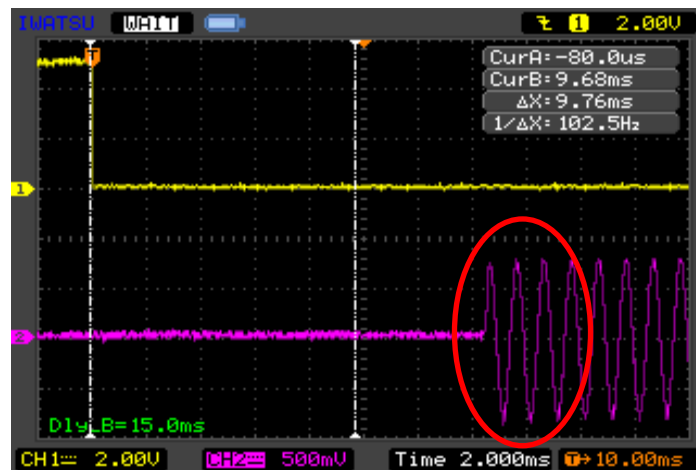 IWATSU WAIT 1 2.00V
T
CurA:-80.0us
CurB:9.68ms
ΔX:9.76ms
1/ΔX:102.5Hz
1
2
Dly_B=15.0ms
CH1 2.00V CH2 500mV Time 2.000ms T→10.00ms